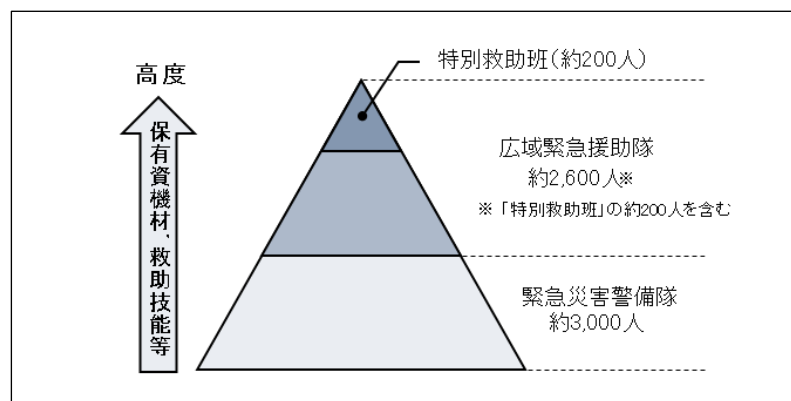 特別救助班(約200人)
高度
保有資機材、救助技能等
広域緊急援助隊
約2,600人※
※「特別救助班」の約200人を含む
緊急災害警備隊
約3,000人